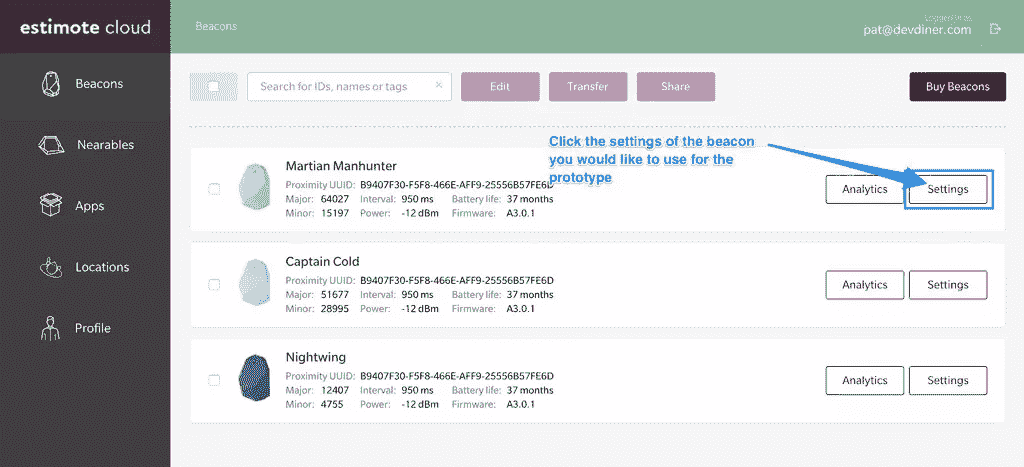 estimote cloud
Beacons
pat@devdiner.com
Beacons
Nearables
Apps
Locations
Profile
Search for IDs, names or tags ×
Edit
Transfer
Share
Buy Beacons
Click the settings of the beacon
you would like to use for the
prototype
Martian Manhunter
Proximity UUID: B9407F30-F5F8-466E-AFF9-25556B57FE6D
Major: 64027 Interval: 950 ms Battery life: 37 months
Minor: 15197 Power: -12 dBm Firmware: A3.0.1
Analytics
Settings
Captain Cold
Proximity UUID: B9407F30-F5F8-466E-AFF9-25556B57FE6D
Major: 51677 Interval: 950 ms Battery life: 37 months
Minor: 28995 Power: -12 dBm Firmware: A3.0.1
Analytics
Settings
Nightwing
Proximity UUID: B9407F30-F5F8-466E-AFF9-25556B57FE6D
Major: 12407 Interval: 950 ms Battery life: 37 months
Minor: 4755 Power: -12 dBm Firmware: A3.0.1
Analytics
Settings